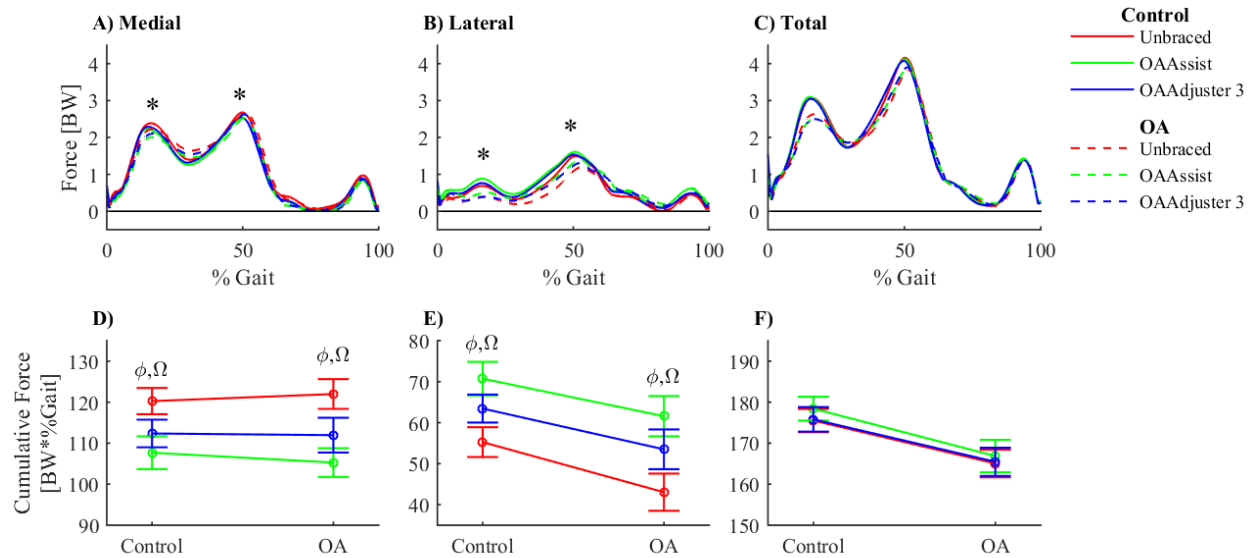 A) Medial
B) Lateral
C) Total
Control
Unbraced
OAAssist
OAAdjuster 3
OA
Unbraced
OAAssist
OAAdjuster 3
Force [BW]
4
3
2
1
0
*
*
0
50
100
% Gait
4
3
2
1
0
*
*
0
50
100
% Gait
4
3
2
1
0
0
50
100
% Gait
D)
E)
F)
Cumulative Force
[BW*%Gait]
130
120
110
100
90
ϕ,Ω
ϕ,Ω
Control
OA
80
70
60
50
40
ϕ,Ω
ϕ,Ω
Control
OA
190
180
170
160
150
Control
OA